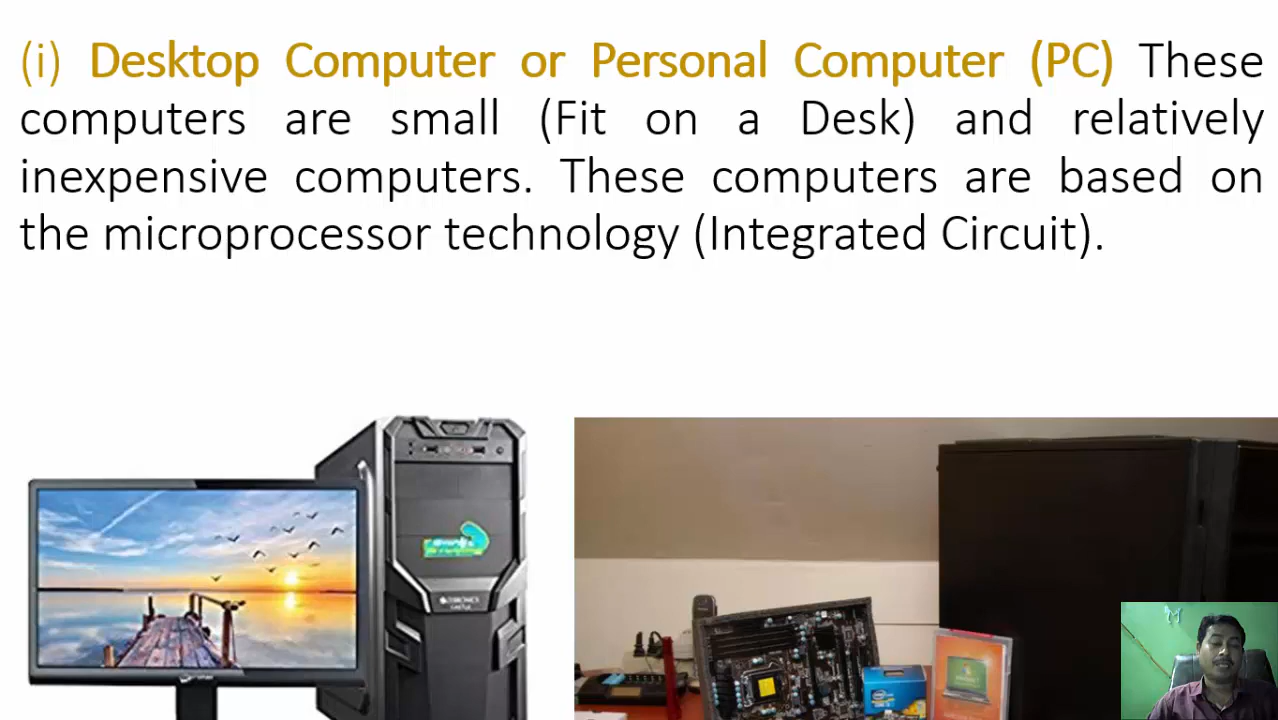 (i) Desktop Computer or Personal Computer (PC) These
computers are small (Fit on a Desk) and relatively
inexpensive computers. These computers are based on
the microprocessor technology (Integrated Circuit).